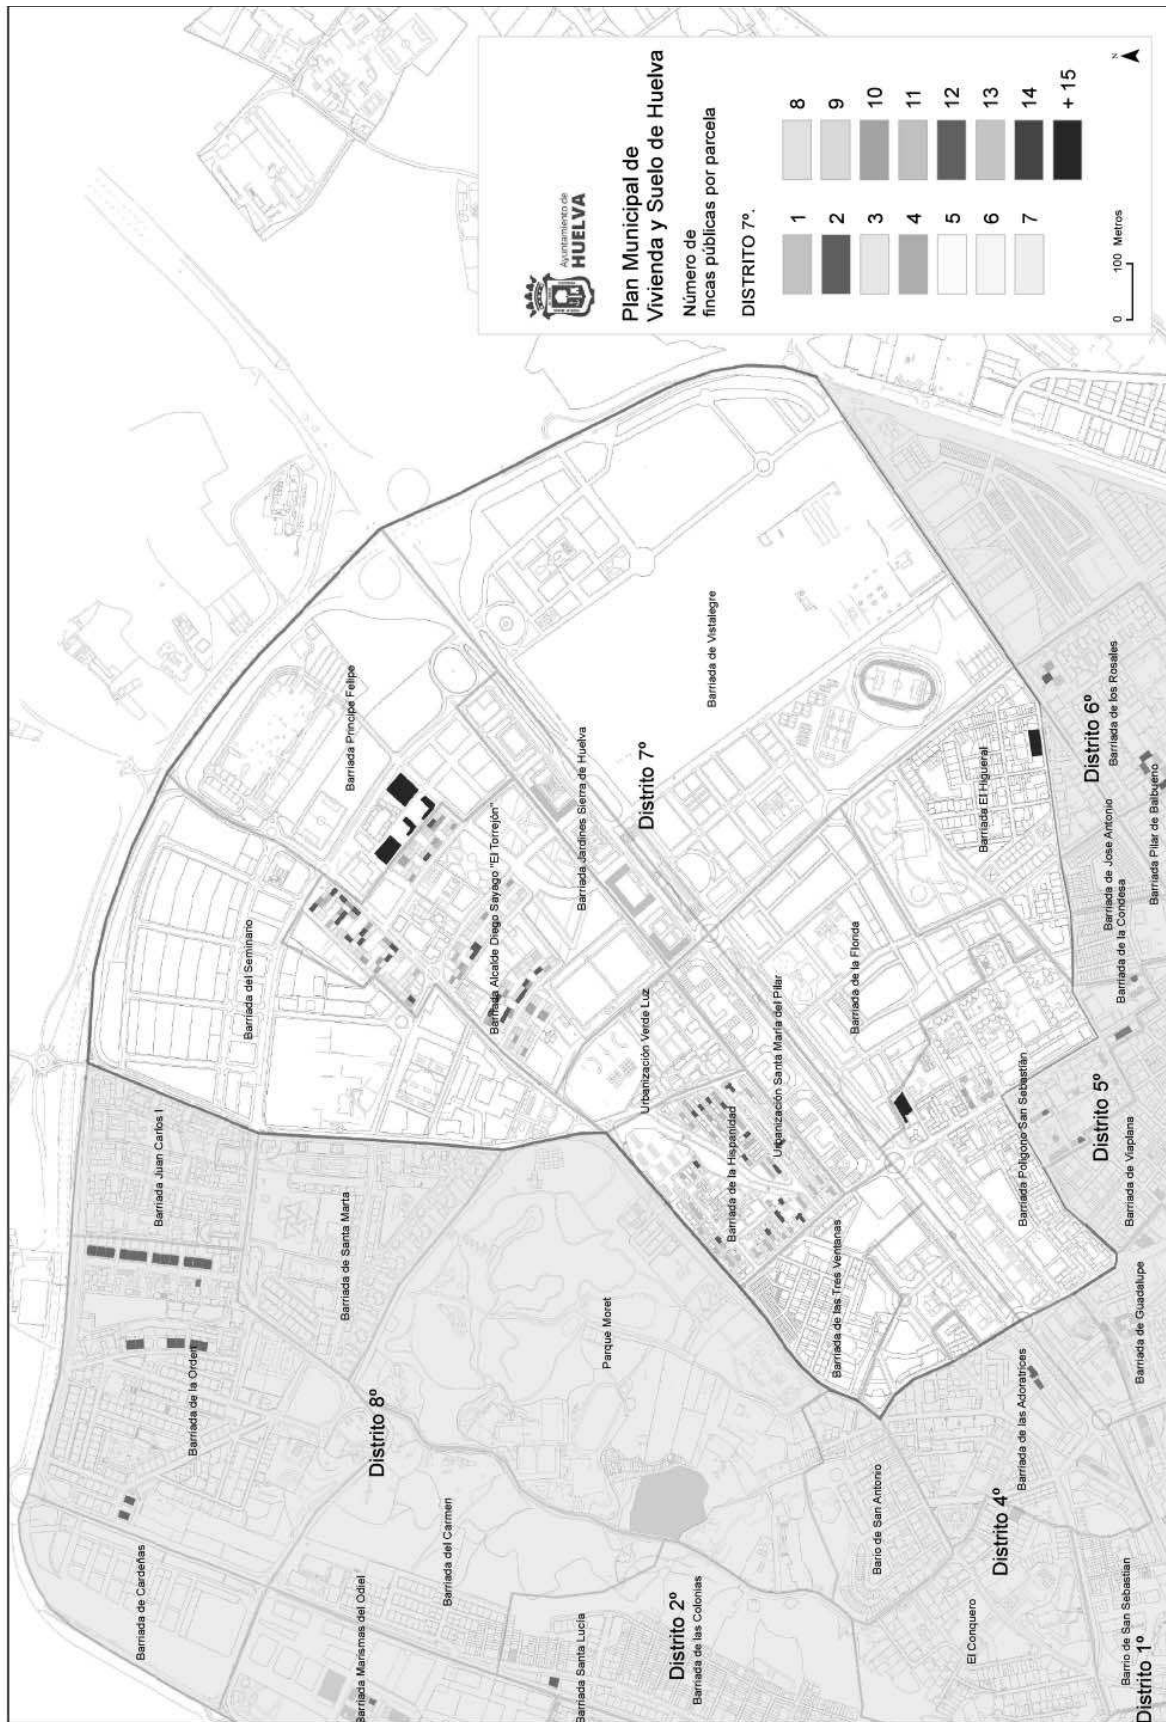 Ayuntamiento de
HUELVA
Plan Municipal de
Vivienda y Suelo de Huelva
Número de
fincas públicas por parcela
DISTRITO 7º.
1
2
3
4
5
6
7
8
9
10
11
12
13
14
+ 15
0
100
Metros
N
Barriada Principe Felipe
Barriada del Seminario
Barriada Alcalde Diego Sayago "El Torrejón"
Barriada Jardines Sierra de Huelva
Distrito 7º
Barriada de Vistalegre
Urbanización Verde Luz
Urbanización Santa María del Pilar
Barriada de la Hispanidad
Barriada de la Florida
Barriada El Higueral
Barriada Polígono San Sebastián
Barriada de las Tres Ventanas
Distrito 6º
Barriada de los Rosales
Barriada de Jose Antonio
Barriada de la Condesa
Barriada Pilar de Balbueno
Distrito 5º
Barriada de Viaplana
Barriada de Guadalupe
Barriada Juan Carlos I
Barriada de Santa Marta
Barriada de la Orden
Distrito 8º
Parque Moret
Barriada de Cardeñas
Barriada del Carmen
Barriada Marismas del Odiel
Barriada Santa Lucía
Distrito 2º
Barriada de las Colonias
Bario de San Antonio
Barriada de las Adoratrices
Distrito 4º
El Conquero
Barrio de San Sebastian
Distrito 1º